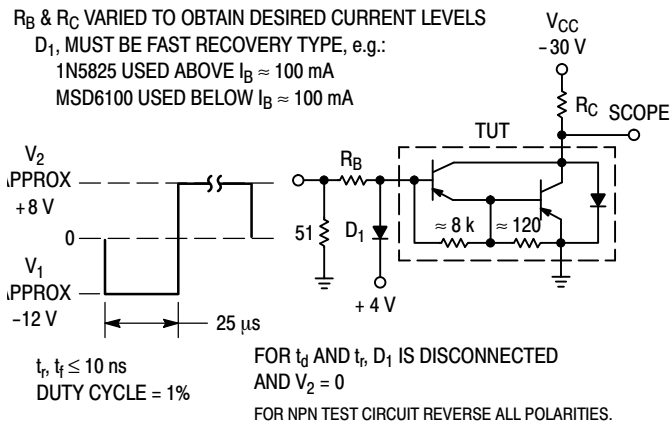 R_B & R_C VARIED TO OBTAIN DESIRED CURRENT LEVELS
D_1, MUST BE FAST RECOVERY TYPE, e.g.:
1N5825 USED ABOVE I_B ≈ 100 mA
MSD6100 USED BELOW I_B ≈ 100 mA
V_CC
−30 V
R_C
SCOPE
TUT
R_B
V_2
APPROX
+8 V
0
51
D_1
≈ 8 k
≈ 120
V_1
APPROX
−12 V
+ 4 V
25 µs
t_r, t_f ≤ 10 ns
DUTY CYCLE = 1%
FOR t_d AND t_r, D_1 IS DISCONNECTED
AND V_2 = 0
FOR NPN TEST CIRCUIT REVERSE ALL POLARITIES.